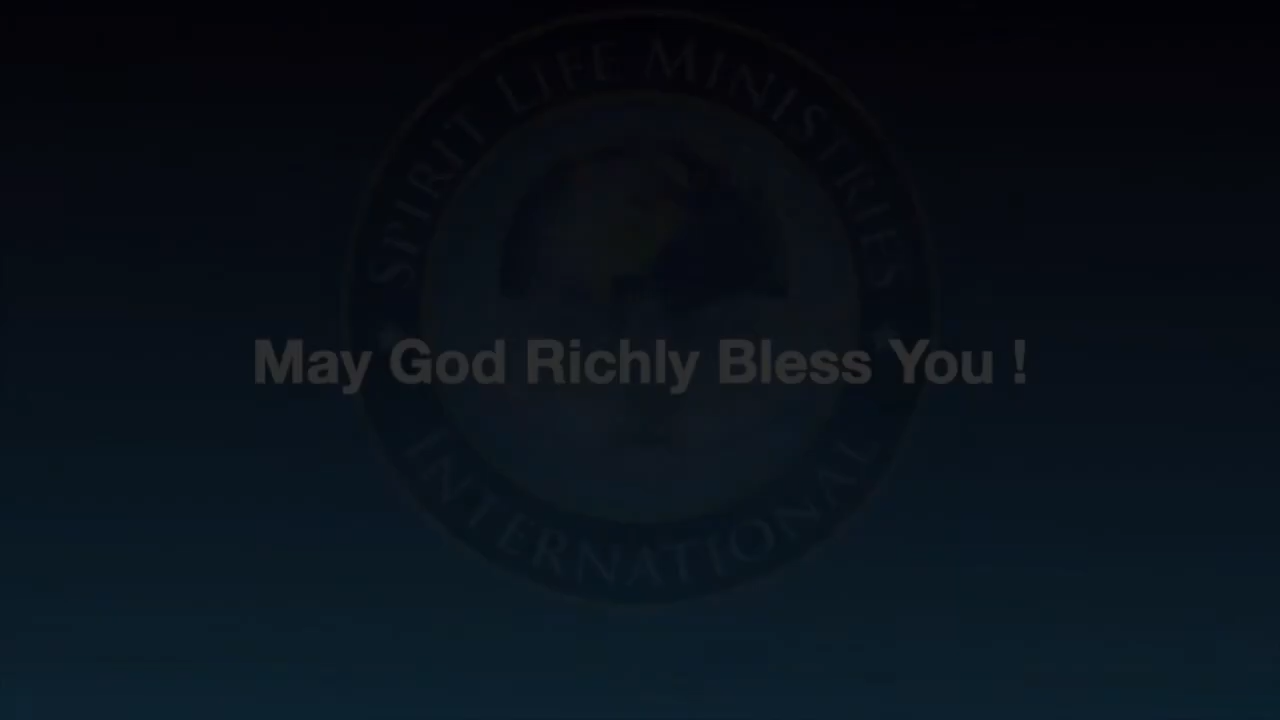 SPIRIT LIFE MINISTRIES
May God Richly Bless You !
INTERNATIONAL